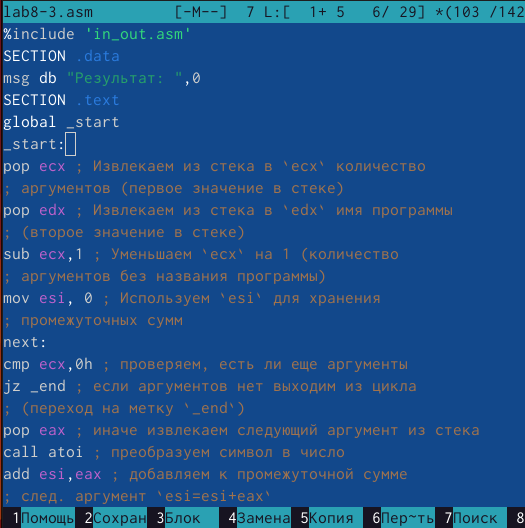 lab8-3.asm [-M--] 7 L:[ 1+ 5 6/ 29] *(103 /142
%include 'in_out.asm'
SECTION .data
msg db "Результат: ",0
SECTION .text
global _start
_start:
pop ecx ; Извлекаем из стека в `ecx` количество
; аргументов (первое значение в стеке)
pop edx ; Извлекаем из стека в `edx` имя программы
; (второе значение в стеке)
sub ecx,1 ; Уменьшаем `ecx` на 1 (количество
; аргументов без названия программы)
mov esi, 0 ; Используем `esi` для хранения
; промежуточных сумм
next:
cmp ecx,0h ; проверяем, есть ли еще аргументы
jz _end ; если аргументов нет выходим из цикла
; (переход на метку `_end`)
pop eax ; иначе извлекаем следующий аргумент из стека
call atoi ; преобразуем символ в число
add esi,eax ; добавляем к промежуточной сумме
; след. аргумент `esi=esi+eax`
1Помощь 2Сохран 3Блок 4Замена 5Копия 6Пер~ть 7Поиск 8